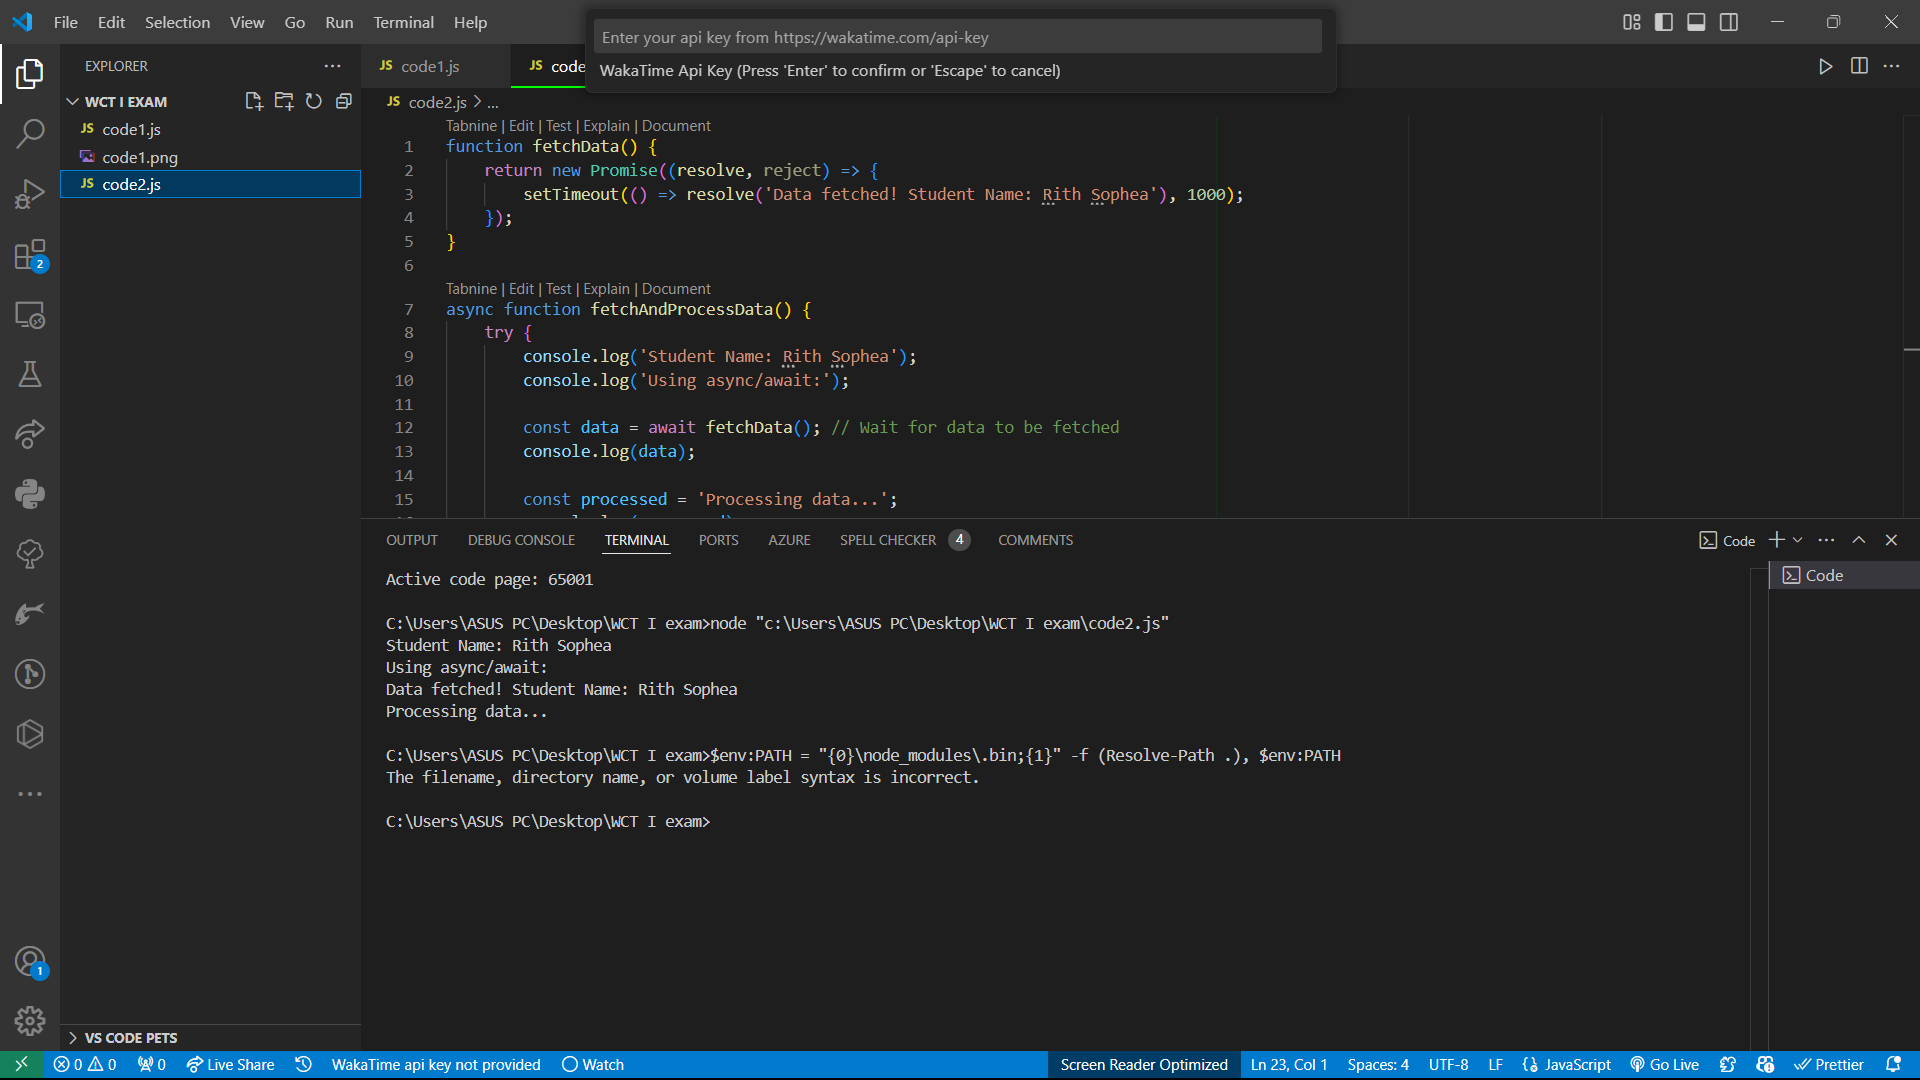 File Edit Selection View Go Run Terminal Help
Enter your api key from https://wakatime.com/api-key
WakaTime Api Key (Press 'Enter' to confirm or 'Escape' to cancel)
EXPLORER
WCT I EXAM
JS code1.js
code1.png
JS code2.js
VS CODE PETS
2
1
JS code1.js
JS code
JS code2.js > ...
Tabnine | Edit | Test | Explain | Document
1 function fetchData() {
2 return new Promise((resolve, reject) => {
3 setTimeout(() => resolve('Data fetched! Student Name: Rith Sophea'), 1000);
4 });
5 }
6
Tabnine | Edit | Test | Explain | Document
7 async function fetchAndProcessData() {
8 try {
9 console.log('Student Name: Rith Sophea');
10 console.log('Using async/await:');
11
12 const data = await fetchData(); // Wait for data to be fetched
13 console.log(data);
14
15 const processed = 'Processing data...';
OUTPUT DEBUG CONSOLE TERMINAL PORTS AZURE SPELL CHECKER 4 COMMENTS
Code
Code
Active code page: 65001
C:\Users\ASUS PC\Desktop\WCT I exam>node "c:\Users\ASUS PC\Desktop\WCT I exam\code2.js"
Student Name: Rith Sophea
Using async/await:
Data fetched! Student Name: Rith Sophea
Processing data...
C:\Users\ASUS PC\Desktop\WCT I exam>$env:PATH = "{0}\node_modules\.bin;{1}" -f (Resolve-Path .), $env:PATH
The filename, directory name, or volume label syntax is incorrect.
C:\Users\ASUS PC\Desktop\WCT I exam>
0 0 0 Live Share WakaTime api key not provided Watch Screen Reader Optimized Ln 23, Col 1 Spaces: 4 UTF-8 LF {} JavaScript Go Live Prettier